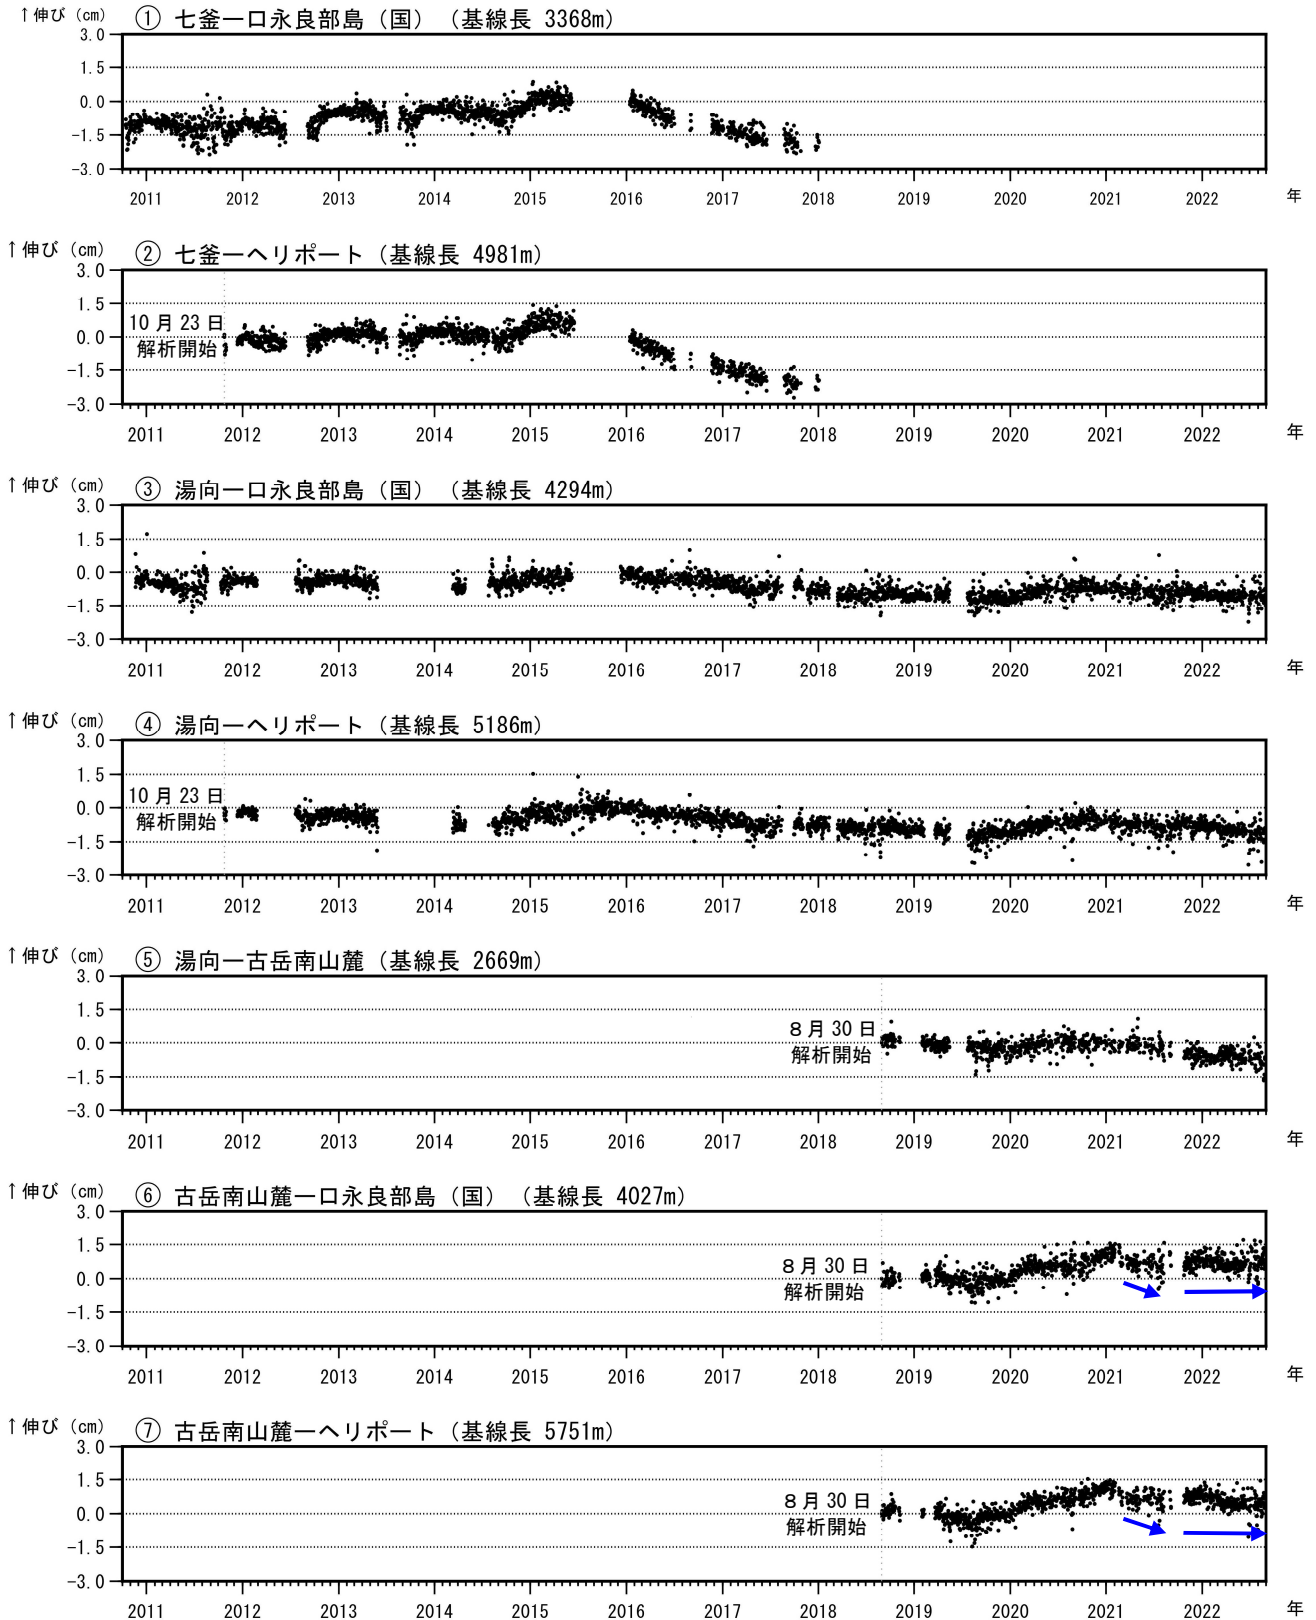 ↑伸び (cm) ① 七釜ー口永良部島（国）（基線長 3368m）
3.0
1.5
0.0
−1.5
−3.0
2011 2012 2013 2014 2015 2016 2017 2018 2019 2020 2021 2022 年
↑伸び (cm) ② 七釜ーヘリポート（基線長 4981m）
3.0
1.5
10月23日
0.0
解析開始
−1.5
−3.0
2011 2012 2013 2014 2015 2016 2017 2018 2019 2020 2021 2022 年
↑伸び (cm) ③ 湯向ー口永良部島（国）（基線長 4294m）
3.0
1.5
0.0
−1.5
−3.0
2011 2012 2013 2014 2015 2016 2017 2018 2019 2020 2021 2022 年
↑伸び (cm) ④ 湯向ーヘリポート（基線長 5186m）
3.0
1.5
10月23日
0.0
解析開始
−1.5
−3.0
2011 2012 2013 2014 2015 2016 2017 2018 2019 2020 2021 2022 年
↑伸び (cm) ⑤ 湯向ー古岳南山麓（基線長 2669m）
3.0
1.5
8月30日
0.0
解析開始
−1.5
−3.0
2011 2012 2013 2014 2015 2016 2017 2018 2019 2020 2021 2022 年
↑伸び (cm) ⑥ 古岳南山麓ー口永良部島（国）（基線長 4027m）
3.0
1.5
8月30日
0.0
解析開始
−1.5
−3.0
2011 2012 2013 2014 2015 2016 2017 2018 2019 2020 2021 2022 年
↑伸び (cm) ⑦ 古岳南山麓ーヘリポート（基線長 5751m）
3.0
1.5
8月30日
0.0
解析開始
−1.5
−3.0
2011 2012 2013 2014 2015 2016 2017 2018 2019 2020 2021 2022 年